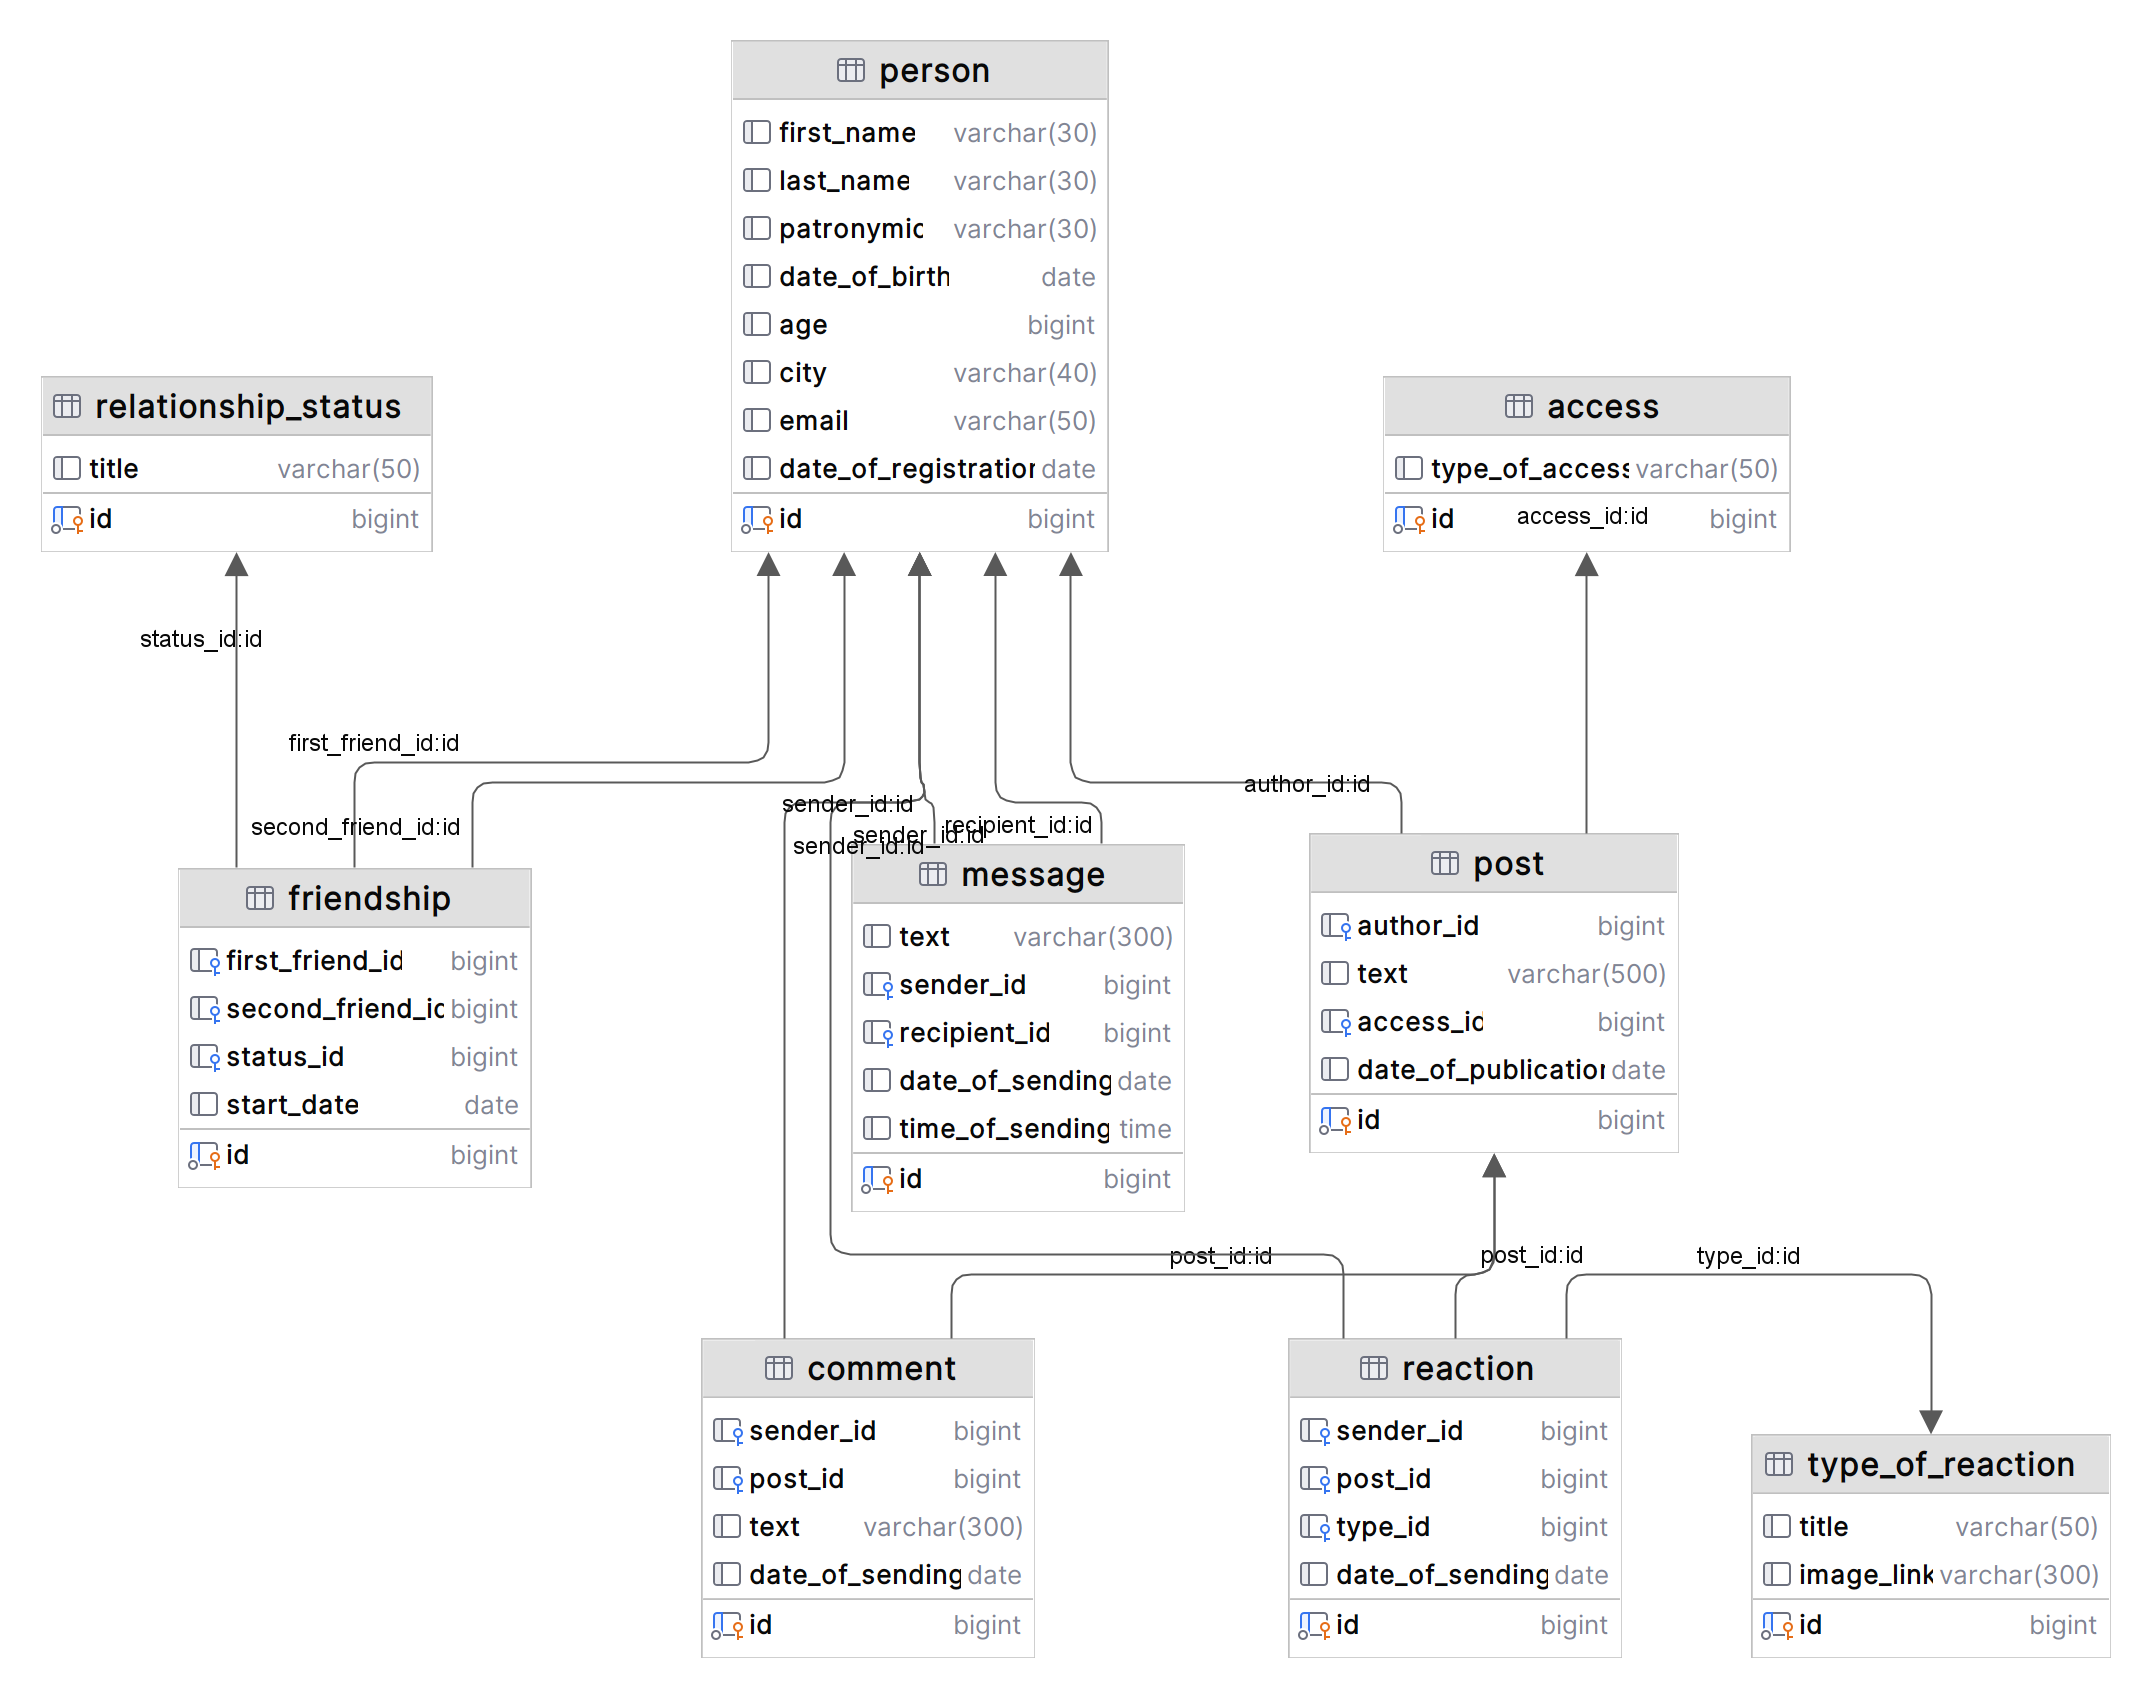 person
first_name varchar(30)
last_name varchar(30)
patronymic varchar(30)
date_of_birth date
age bigint
city varchar(40)
email varchar(50)
date_of_registration date
id bigint
relationship_status
title varchar(50)
id bigint
access
type_of_access varchar(50)
id access_id:id bigint
status_id:id
first_friend_id:id
second_friend_id:id
sender_id:id
sender_id:id
sender_id:id
recipient_id:id
author_id:id
friendship
first_friend_id bigint
second_friend_id bigint
status_id bigint
start_date date
id bigint
message
text varchar(300)
sender_id bigint
recipient_id bigint
date_of_sending date
time_of_sending time
id bigint
post
author_id bigint
text varchar(500)
access_id bigint
date_of_publication date
id bigint
post_id:id
post_id:id
type_id:id
comment
sender_id bigint
post_id bigint
text varchar(300)
date_of_sending date
id bigint
reaction
sender_id bigint
post_id bigint
type_id bigint
date_of_sending date
id bigint
type_of_reaction
title varchar(50)
image_link varchar(300)
id bigint